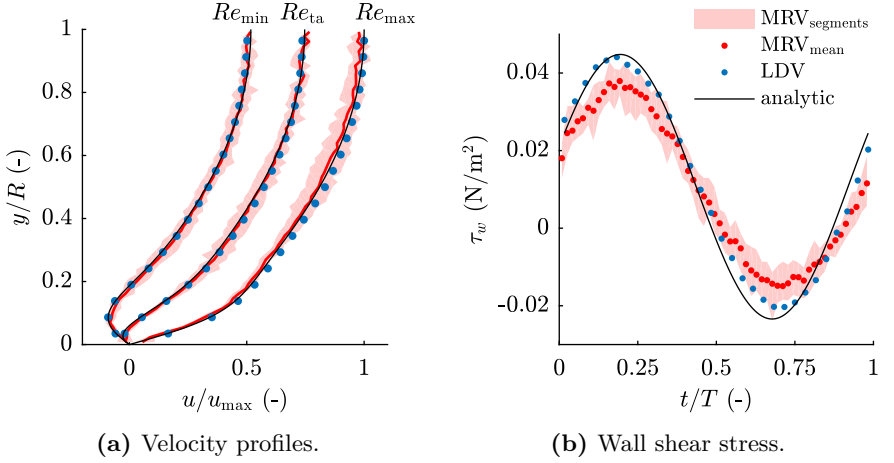 Re_min Re_ta Re_max
1
0.8
0.6
0.4
0.2
0
y/R (-)
0 0.5 1
u/u_max (-)
(a) Velocity profiles.
MRV_segments
MRV_mean
LDV
analytic
0.04
0.02
0
-0.02
τ_w (N/m²)
0 0.25 0.5 0.75 1
t/T (-)
(b) Wall shear stress.